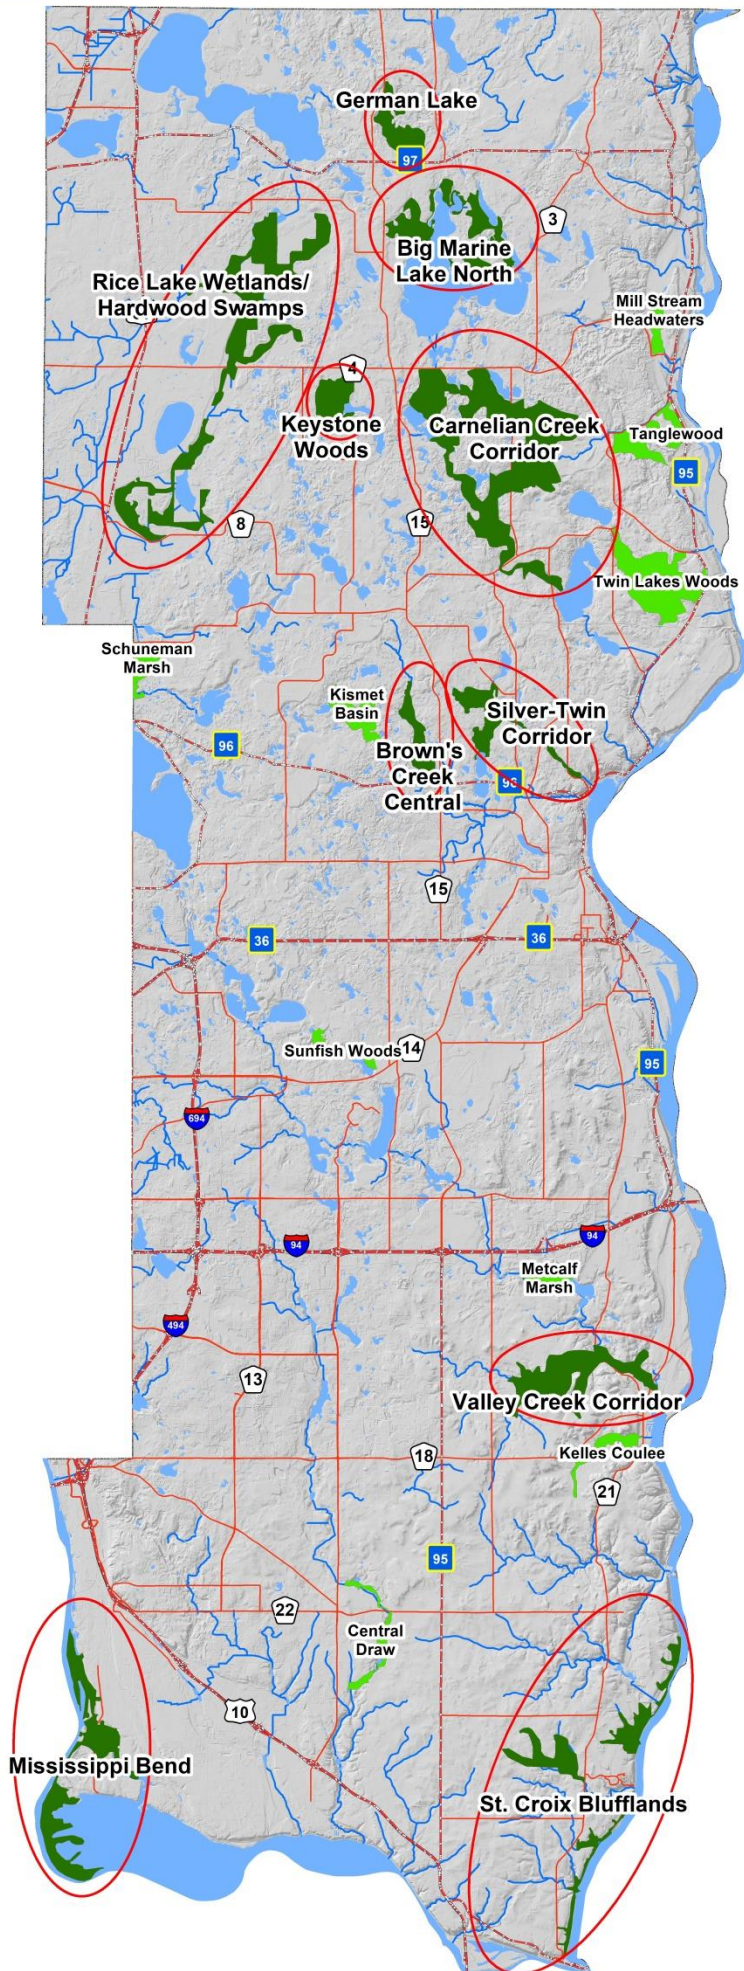 German Lake
97
Big Marine
Lake North
3
Rice Lake Wetlands/
Hardwood Swamps
Mill Stream
Headwaters
4
Keystone
Woods
Carnelian Creek
Corridor
Tanglewood
95
8
15
Twin Lakes Woods
Schuneman
Marsh
Kismet
Basin
Silver-Twin
Corridor
96
Brown's
Creek
Central
96
15
36
36
Sunfish Woods
14
95
694
94
94
Metcalf
Marsh
494
13
Valley Creek Corridor
18
Kelles Coulee
21
95
22
Central
Draw
10
Mississippi Bend
St. Croix Blufflands